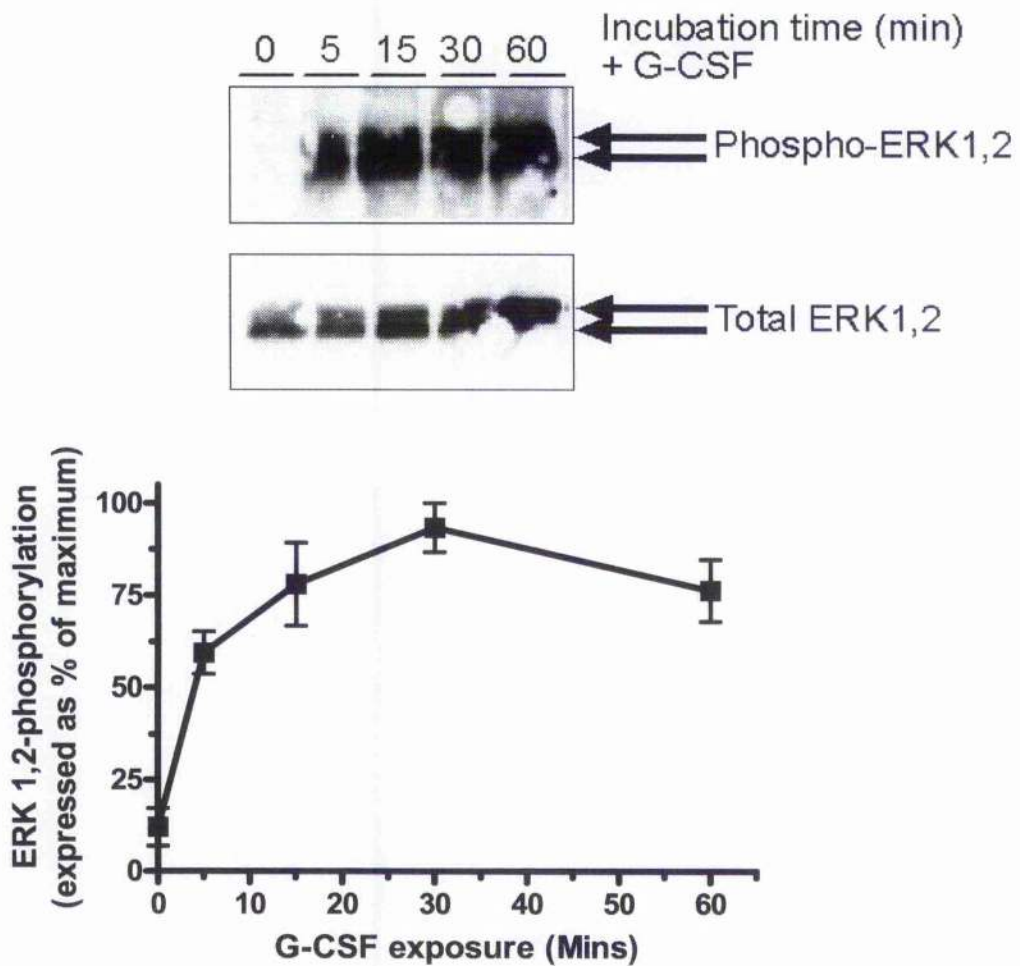 0 5 15 30 60 Incubation time (min)
+ G-CSF
Phospho-ERK1,2
Total ERK1,2
ERK 1,2-phosphorylation
(expressed as % of maximum)
100
75
50
25
0
0 10 20 30 40 50 60
G-CSF exposure (Mins)